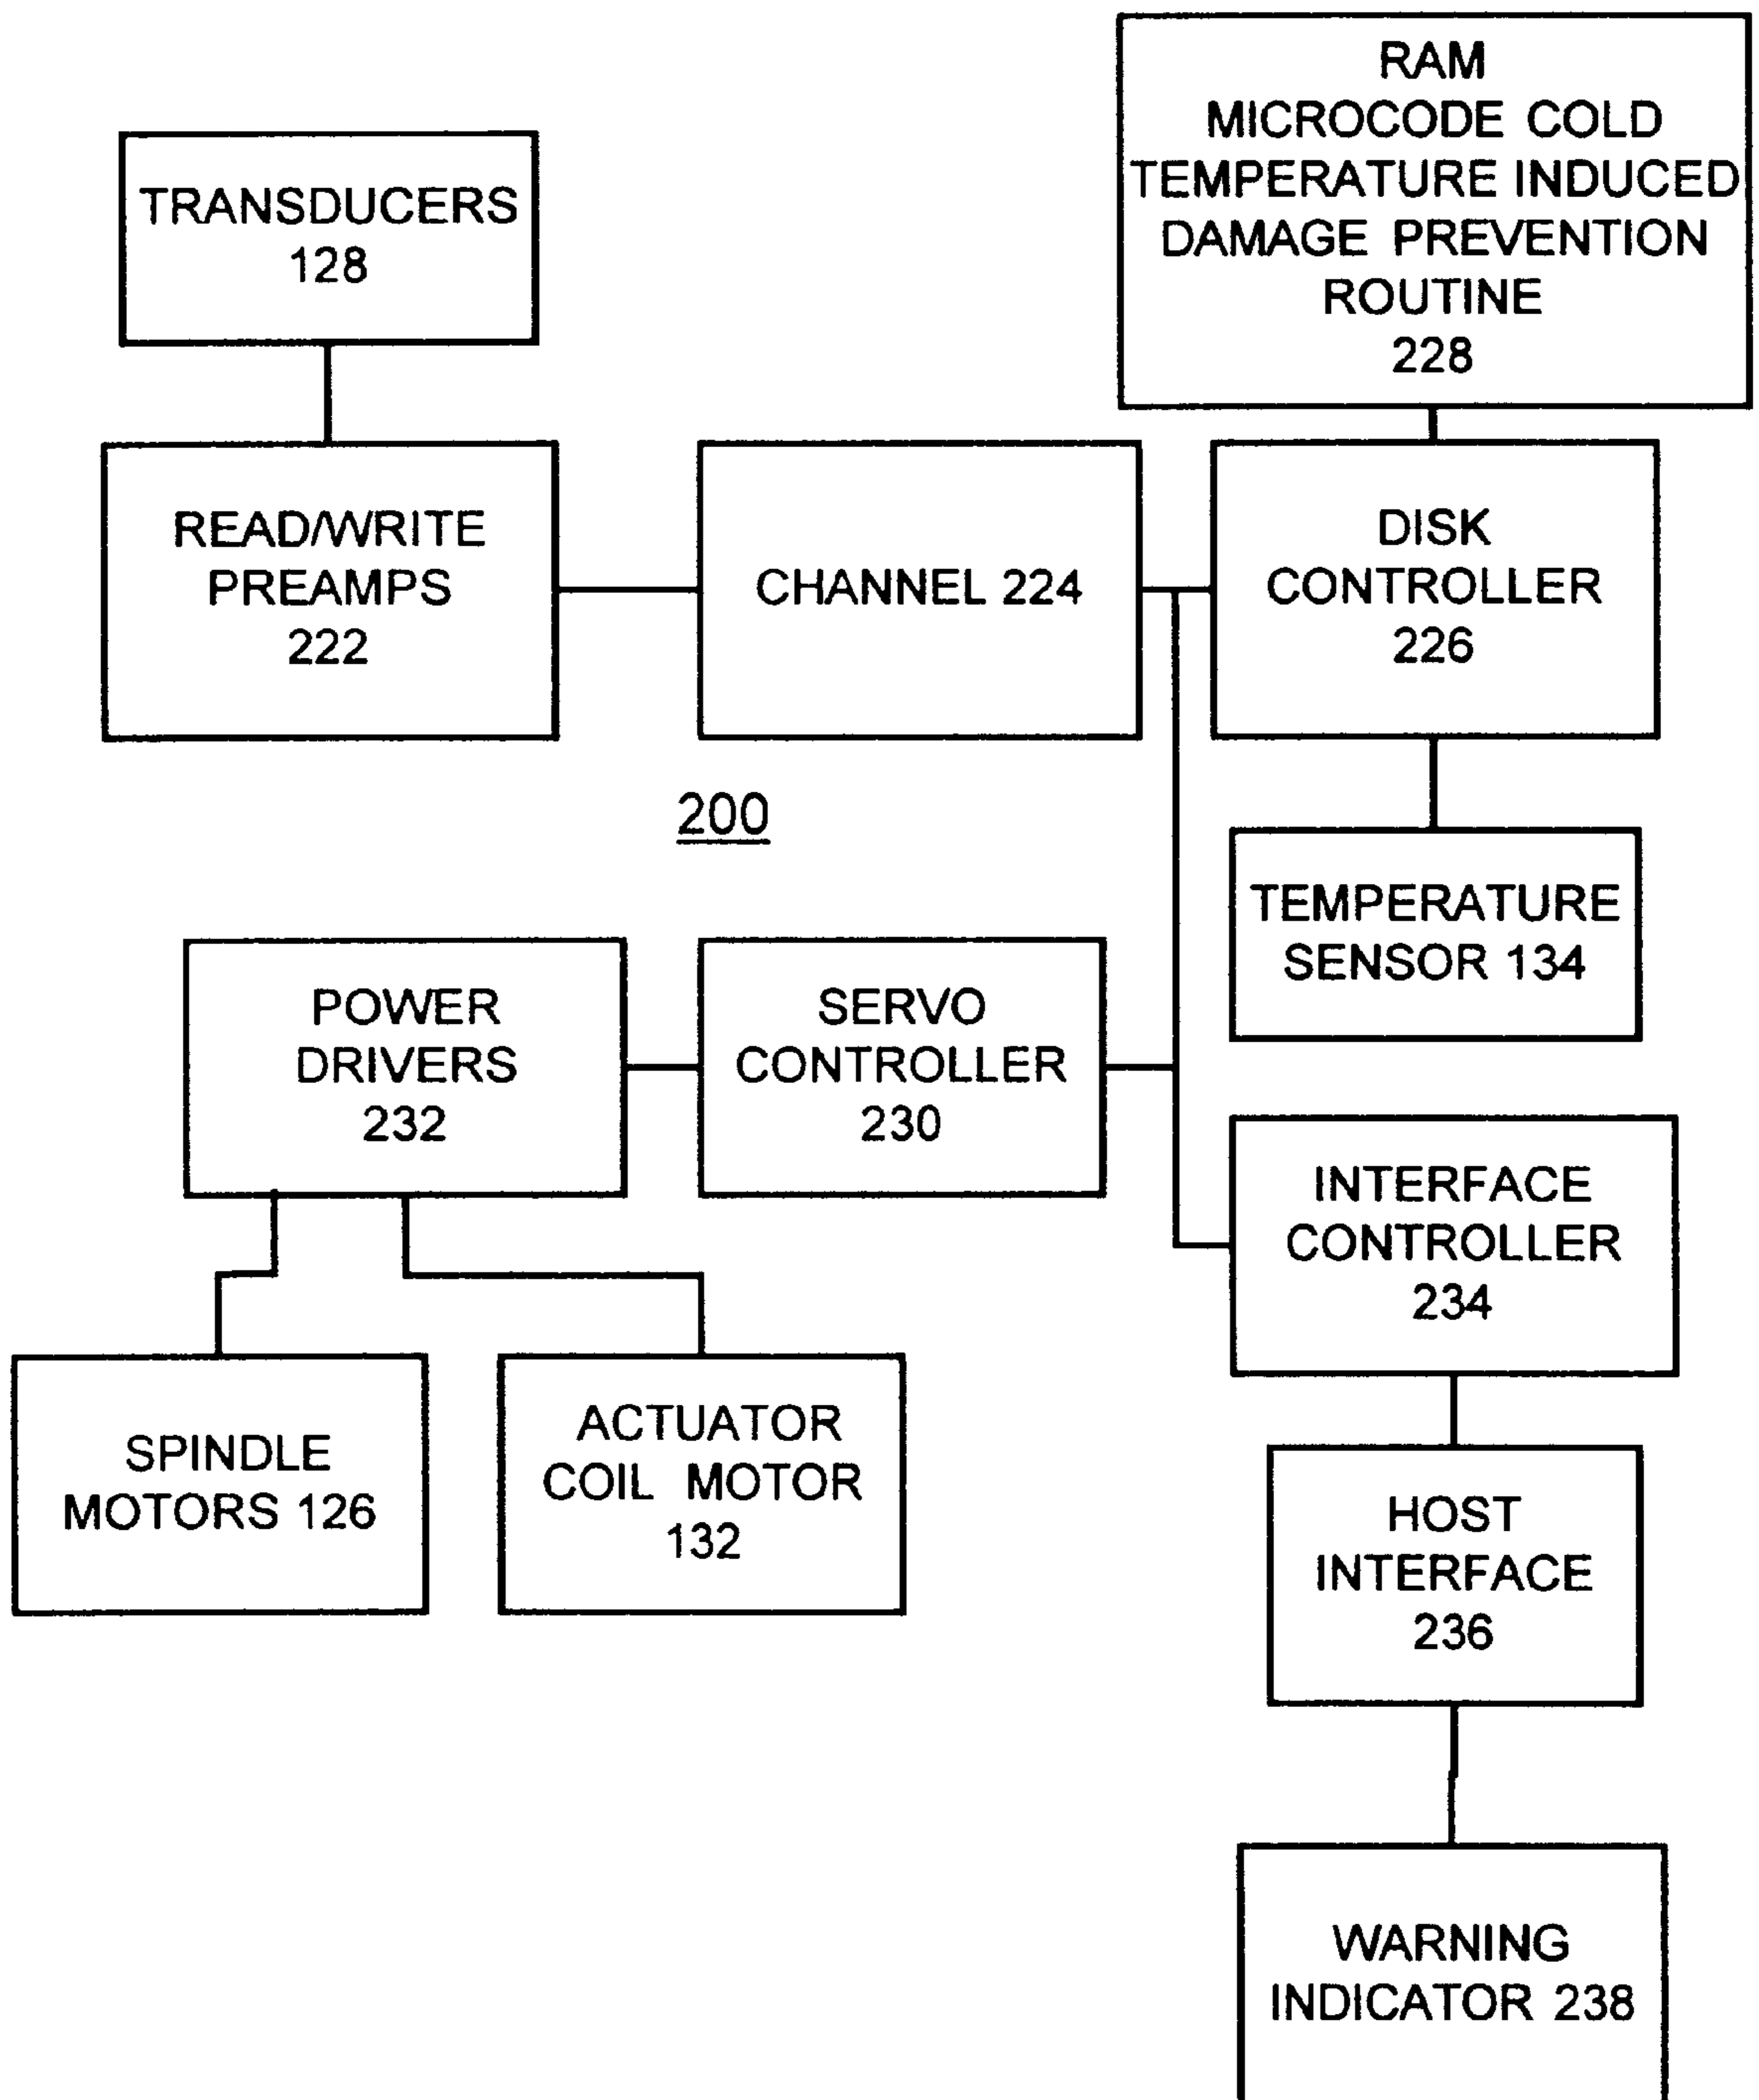 RAM
MICROCODE COLD
TEMPERATURE INDUCED
DAMAGE PREVENTION
ROUTINE
228
TRANSDUCERS
128
READ/WRITE
PREAMPS
222
CHANNEL 224
DISK
CONTROLLER
226
200
TEMPERATURE
SENSOR 134
POWER
DRIVERS
232
SERVO
CONTROLLER
230
INTERFACE
CONTROLLER
234
SPINDLE
MOTORS 126
ACTUATOR
COIL MOTOR
132
HOST
INTERFACE
236
WARNING
INDICATOR 238